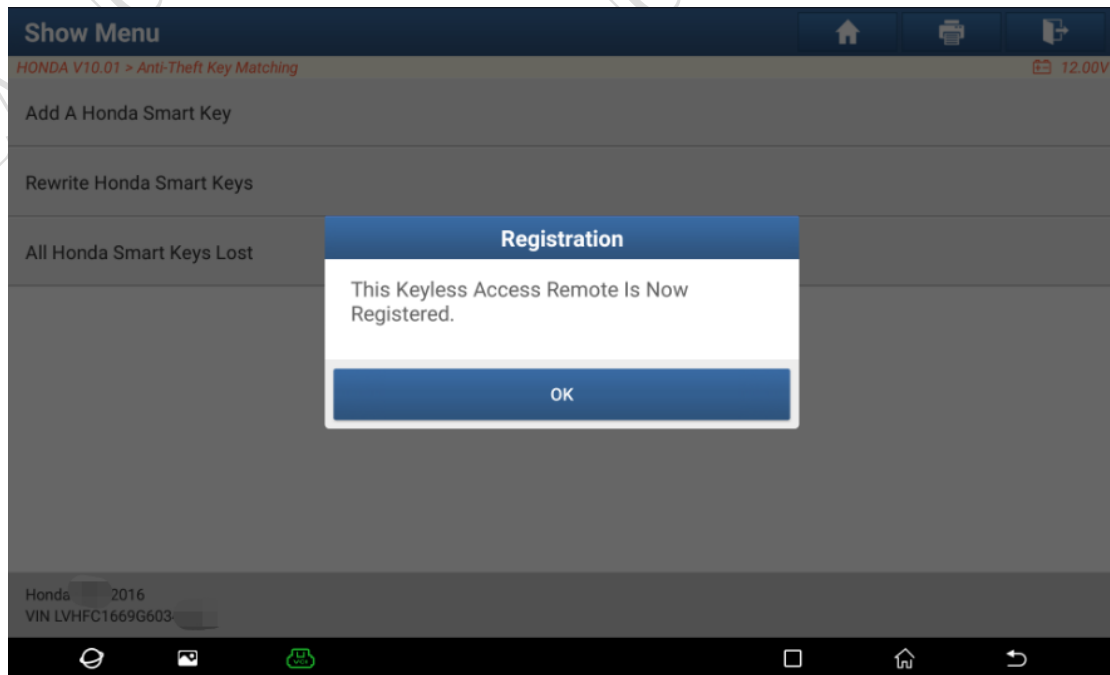 Show Menu
HONDA V10.01 > Anti-Theft Key Matching
12.00V
Add A Honda Smart Key
Rewrite Honda Smart Keys
All Honda Smart Keys Lost
Registration
This Keyless Access Remote Is Now
Registered.
OK
Honda 2016
VIN LVHFC1669G603
VCI